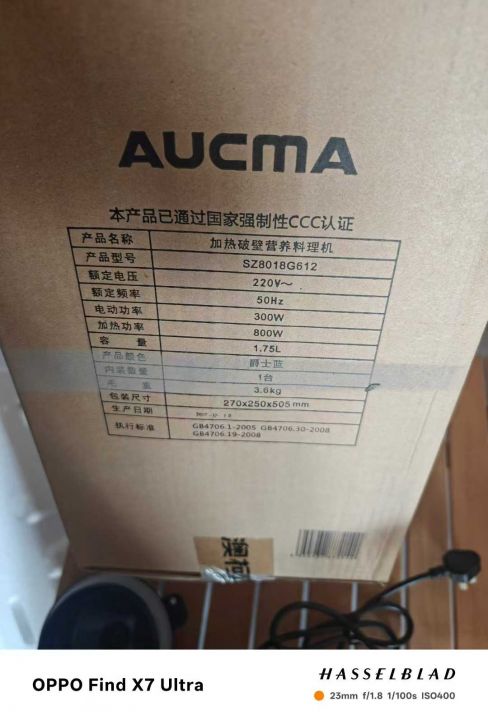 AUCMA
本产品已通过国家强制性CCC认证
产品名称 加热破壁营养料理机
产品型号 SZ8018G612
额定电压 220V～
额定频率 50Hz
电动功率 300W
加热功率 800W
容 量 1.75L
产品颜色 爵士蓝
内装数量 1台
毛 重 3.6kg
包装尺寸 270x250x505mm
生产日期
执行标准 GB4706.1-2005 GB4706.30-2008
GB4706.19-2008
OPPO Find X7 Ultra
HASSELBLAD
23mm f/1.8 1/100s ISO400